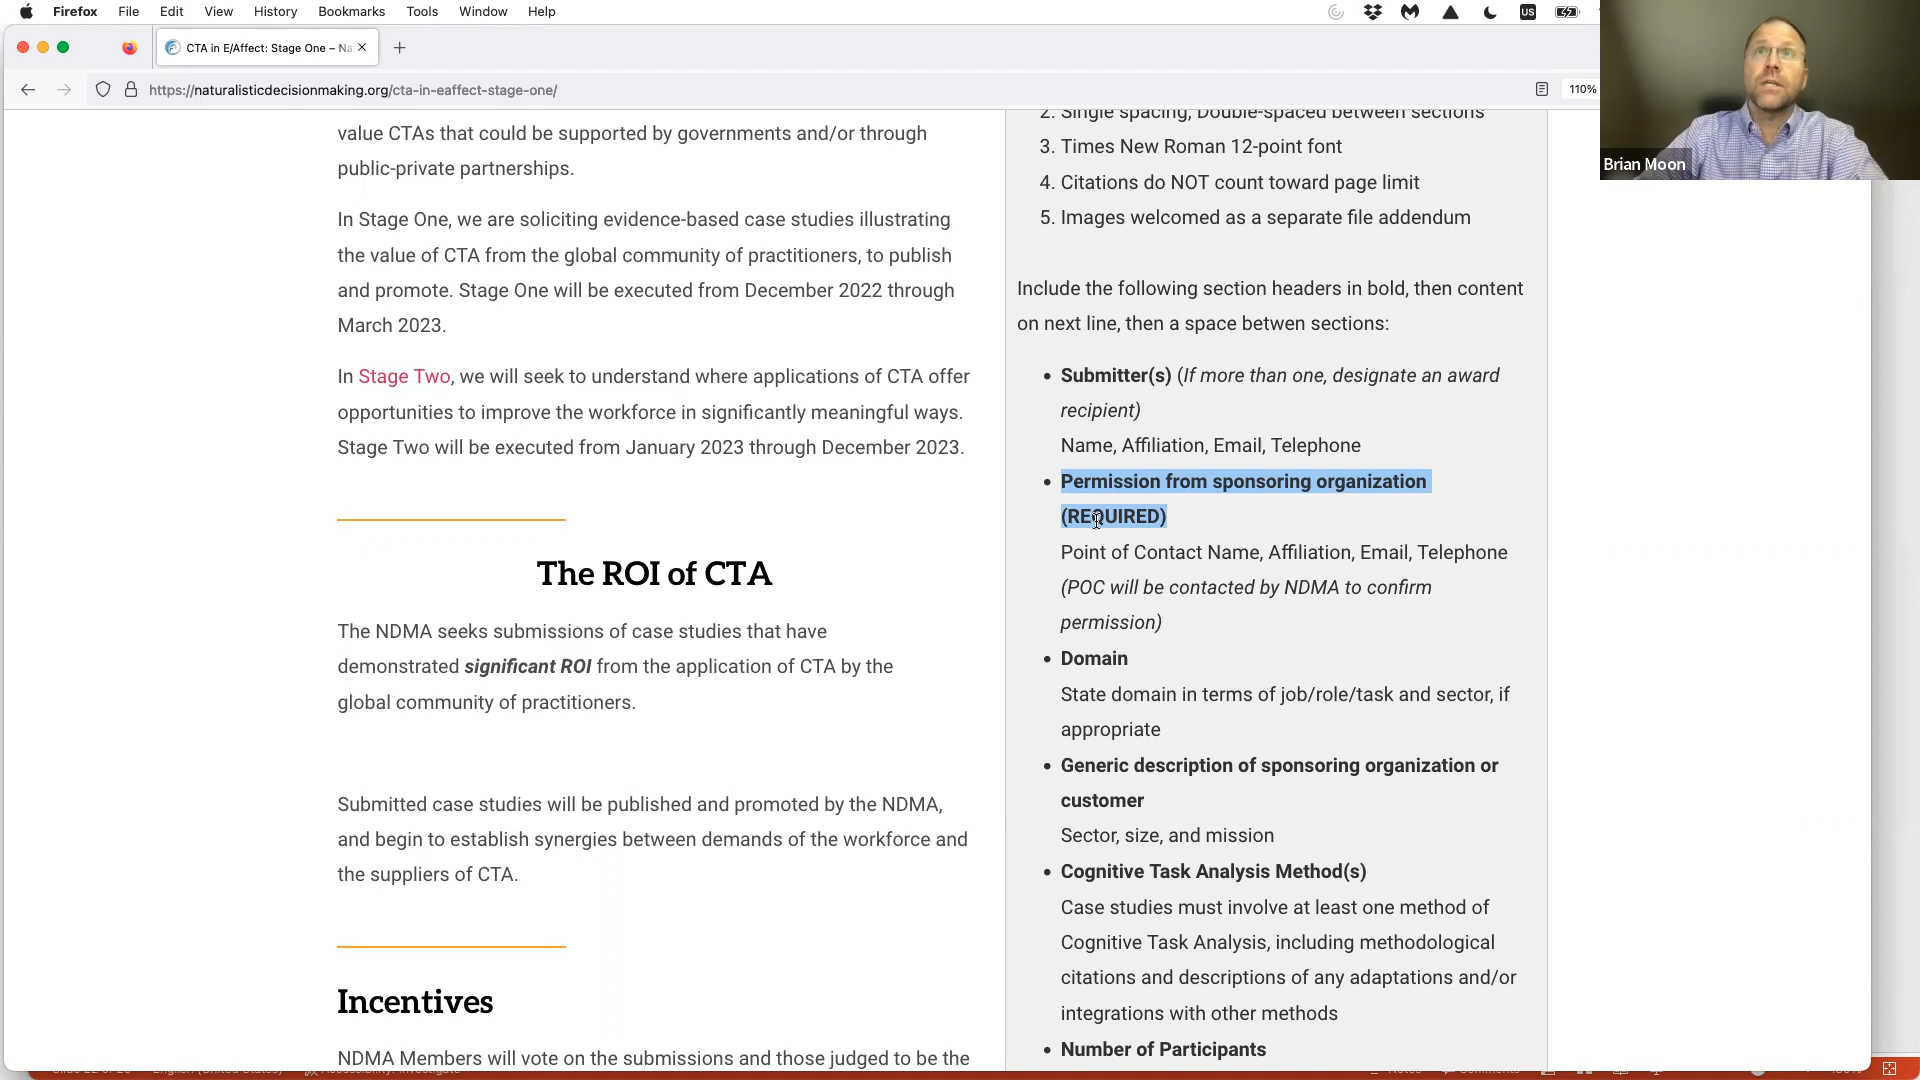 Firefox File Edit View History Bookmarks Tools Window Help
US
CTA in E/Affect: Stage One – Na
https://naturalisticdecisionmaking.org/cta-in-eaffect-stage-one/
110%
Brian Moon
value CTAs that could be supported by governments and/or through
public-private partnerships.
In Stage One, we are soliciting evidence-based case studies illustrating
the value of CTA from the global community of practitioners, to publish
and promote. Stage One will be executed from December 2022 through
March 2023.
In Stage Two, we will seek to understand where applications of CTA offer
opportunities to improve the workforce in significantly meaningful ways.
Stage Two will be executed from January 2023 through December 2023.
The ROI of CTA
The NDMA seeks submissions of case studies that have
demonstrated significant ROI from the application of CTA by the
global community of practitioners.
Submitted case studies will be published and promoted by the NDMA,
and begin to establish synergies between demands of the workforce and
the suppliers of CTA.
Incentives
NDMA Members will vote on the submissions and those judged to be the
2. Single spacing, Double-spaced between sections
3. Times New Roman 12-point font
4. Citations do NOT count toward page limit
5. Images welcomed as a separate file addendum
Include the following section headers in bold, then content
on next line, then a space betwen sections:
• Submitter(s) (If more than one, designate an award
recipient)
Name, Affiliation, Email, Telephone
• Permission from sponsoring organization
(REQUIRED)
Point of Contact Name, Affiliation, Email, Telephone
(POC will be contacted by NDMA to confirm
permission)
• Domain
State domain in terms of job/role/task and sector, if
appropriate
• Generic description of sponsoring organization or
customer
Sector, size, and mission
• Cognitive Task Analysis Method(s)
Case studies must involve at least one method of
Cognitive Task Analysis, including methodological
citations and descriptions of any adaptations and/or
integrations with other methods
• Number of Participants